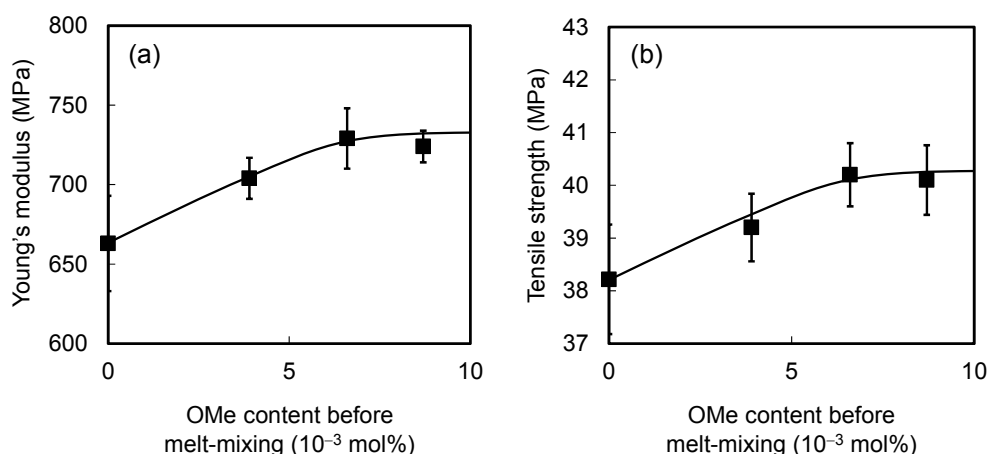 (a)
Young's modulus (MPa)
800
750
700
650
600
0
5
10
OMe content before
melt-mixing (10⁻³ mol%)
(b)
Tensile strength (MPa)
43
42
41
40
39
38
37
0
5
10
OMe content before
melt-mixing (10⁻³ mol%)